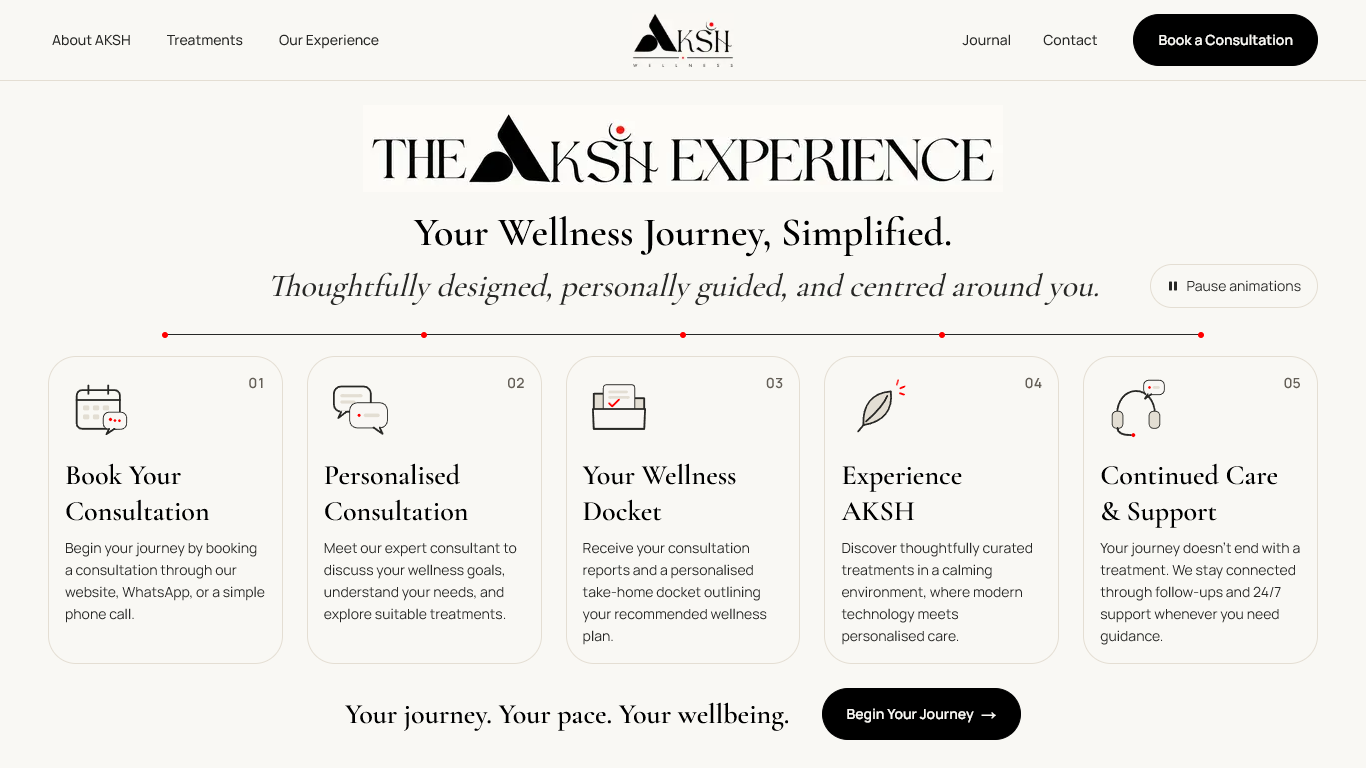 About AKSH
Treatments
Our Experience
AKSH
WELLNESS
Journal
Contact
Book a Consultation
THE AKSH EXPERIENCE
Your Wellness Journey, Simplified.
Thoughtfully designed, personally guided, and centred around you.
Pause animations
01
Book Your
Consultation
Begin your journey by booking
a consultation through our
website, WhatsApp, or a simple
phone call.
02
Personalised
Consultation
Meet our expert consultant to
discuss your wellness goals,
understand your needs, and
explore suitable treatments.
03
Your Wellness
Docket
Receive your consultation
reports and a personalised
take-home docket outlining
your recommended wellness
plan.
04
Experience
AKSH
Discover thoughtfully curated
treatments in a calming
environment, where modern
technology meets
personalised care.
05
Continued Care
& Support
Your journey doesn't end with a
treatment. We stay connected
through follow-ups and 24/7
support whenever you need
guidance.
Your journey. Your pace. Your wellbeing.
Begin Your Journey →